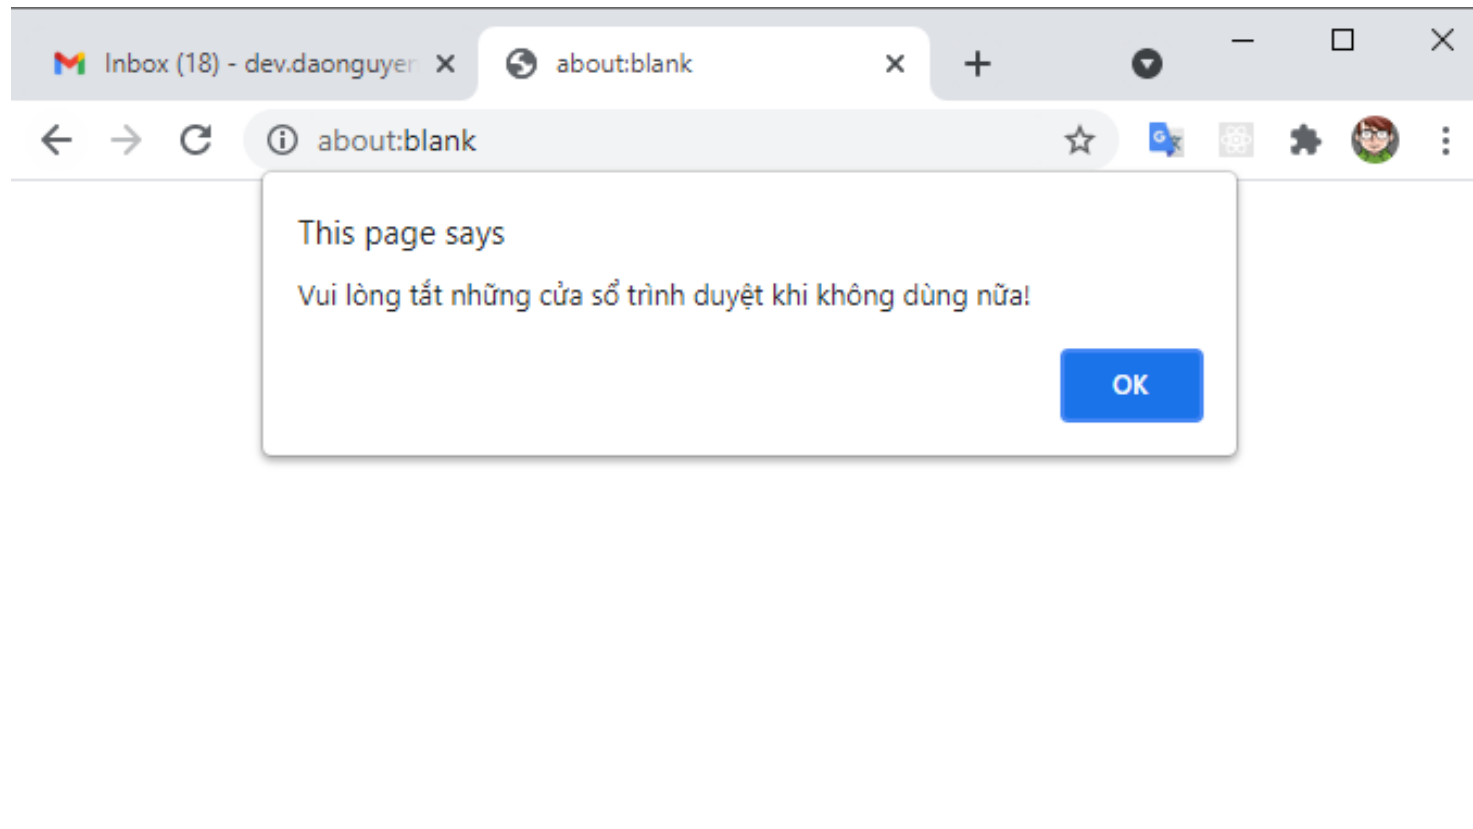 Inbox (18) - dev.daonguyen
about:blank
about:blank
This page says
Vui lòng tắt những cửa sổ trình duyệt khi không dùng nữa!
OK